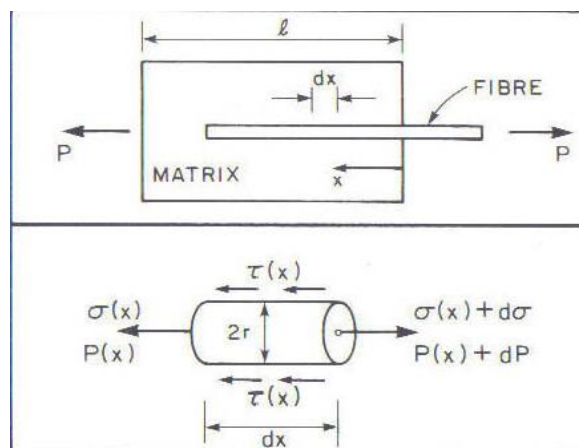 ℓ
dx
FIBRE
P
P
MATRIX
x
τ(x)
σ(x)
σ(x) + dσ
2r
P(x)
P(x) + dP
τ(x)
dx